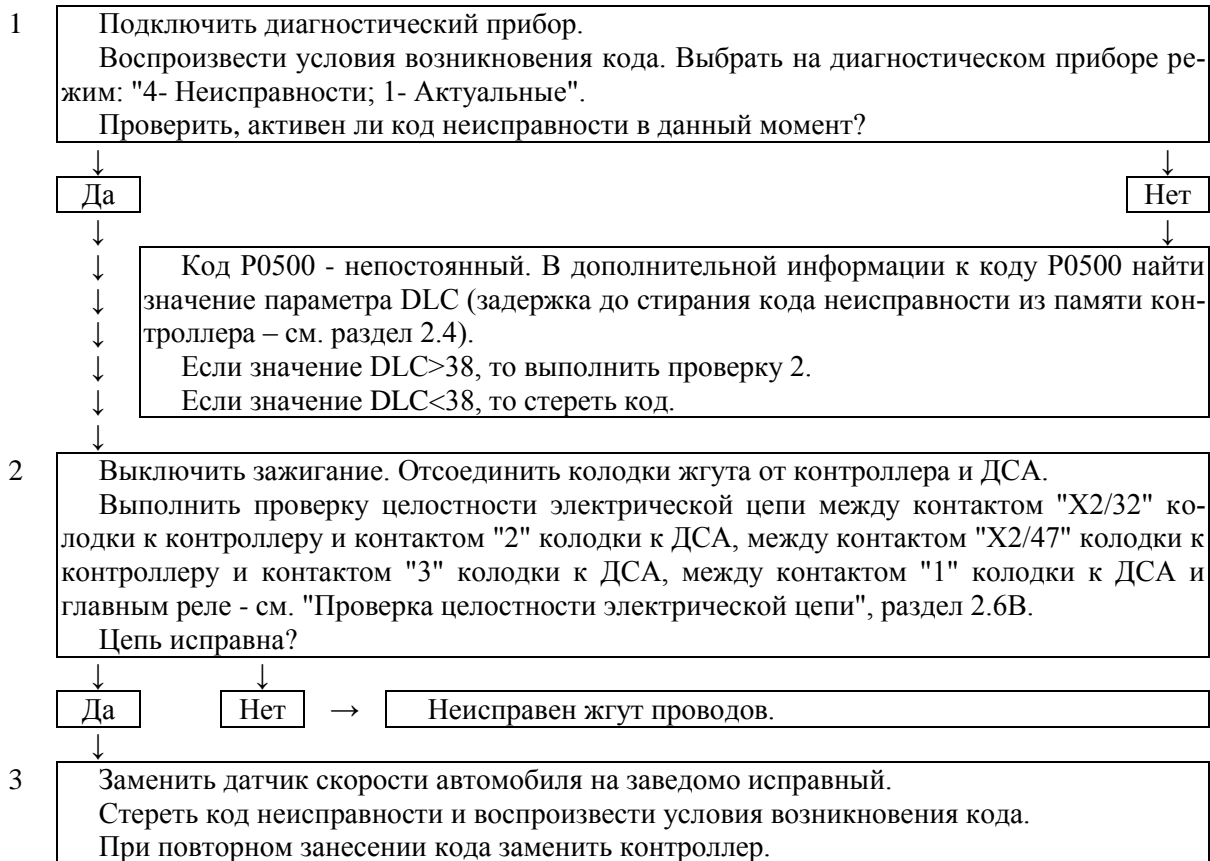 1 Подключить диагностический прибор.
Воспроизвести условия возникновения кода. Выбрать на диагностическом приборе ре-
жим: "4- Неисправности; 1- Актуальные".
Проверить, активен ли код неисправности в данный момент?
↓ ↓
Да Нет
↓ ↓
↓ Код P0500 - непостоянный. В дополнительной информации к коду P0500 найти
↓ значение параметра DLC (задержка до стирания кода неисправности из памяти кон-
↓ троллера – см. раздел 2.4).
↓ Если значение DLC>38, то выполнить проверку 2.
↓ Если значение DLC<38, то стереть код.
↓
2 Выключить зажигание. Отсоединить колодки жгута от контроллера и ДСА.
Выполнить проверку целостности электрической цепи между контактом "X2/32" ко-
лодки к контроллеру и контактом "2" колодки к ДСА, между контактом "X2/47" колодки к
контроллеру и контактом "3" колодки к ДСА, между контактом "1" колодки к ДСА и
главным реле - см. "Проверка целостности электрической цепи", раздел 2.6В.
Цепь исправна?
↓ ↓
Да Нет → Неисправен жгут проводов.
↓
3 Заменить датчик скорости автомобиля на заведомо исправный.
Стереть код неисправности и воспроизвести условия возникновения кода.
При повторном занесении кода заменить контроллер.